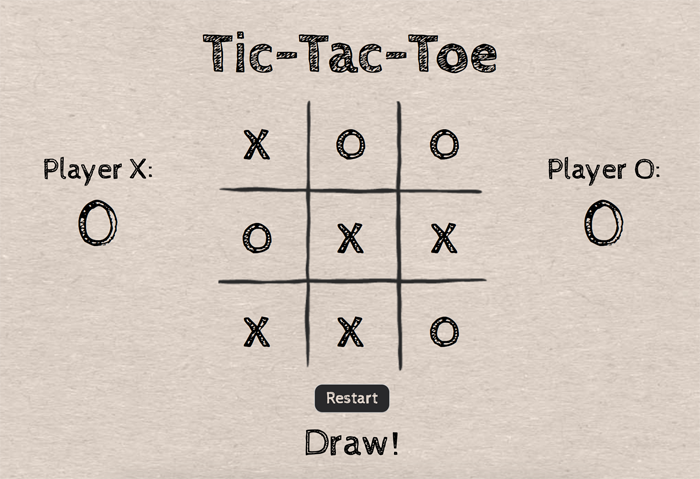 Tic-Tac-Toe
X O O
Player X:
Player O:
0
0
O X X
X X O
Restart
Draw!